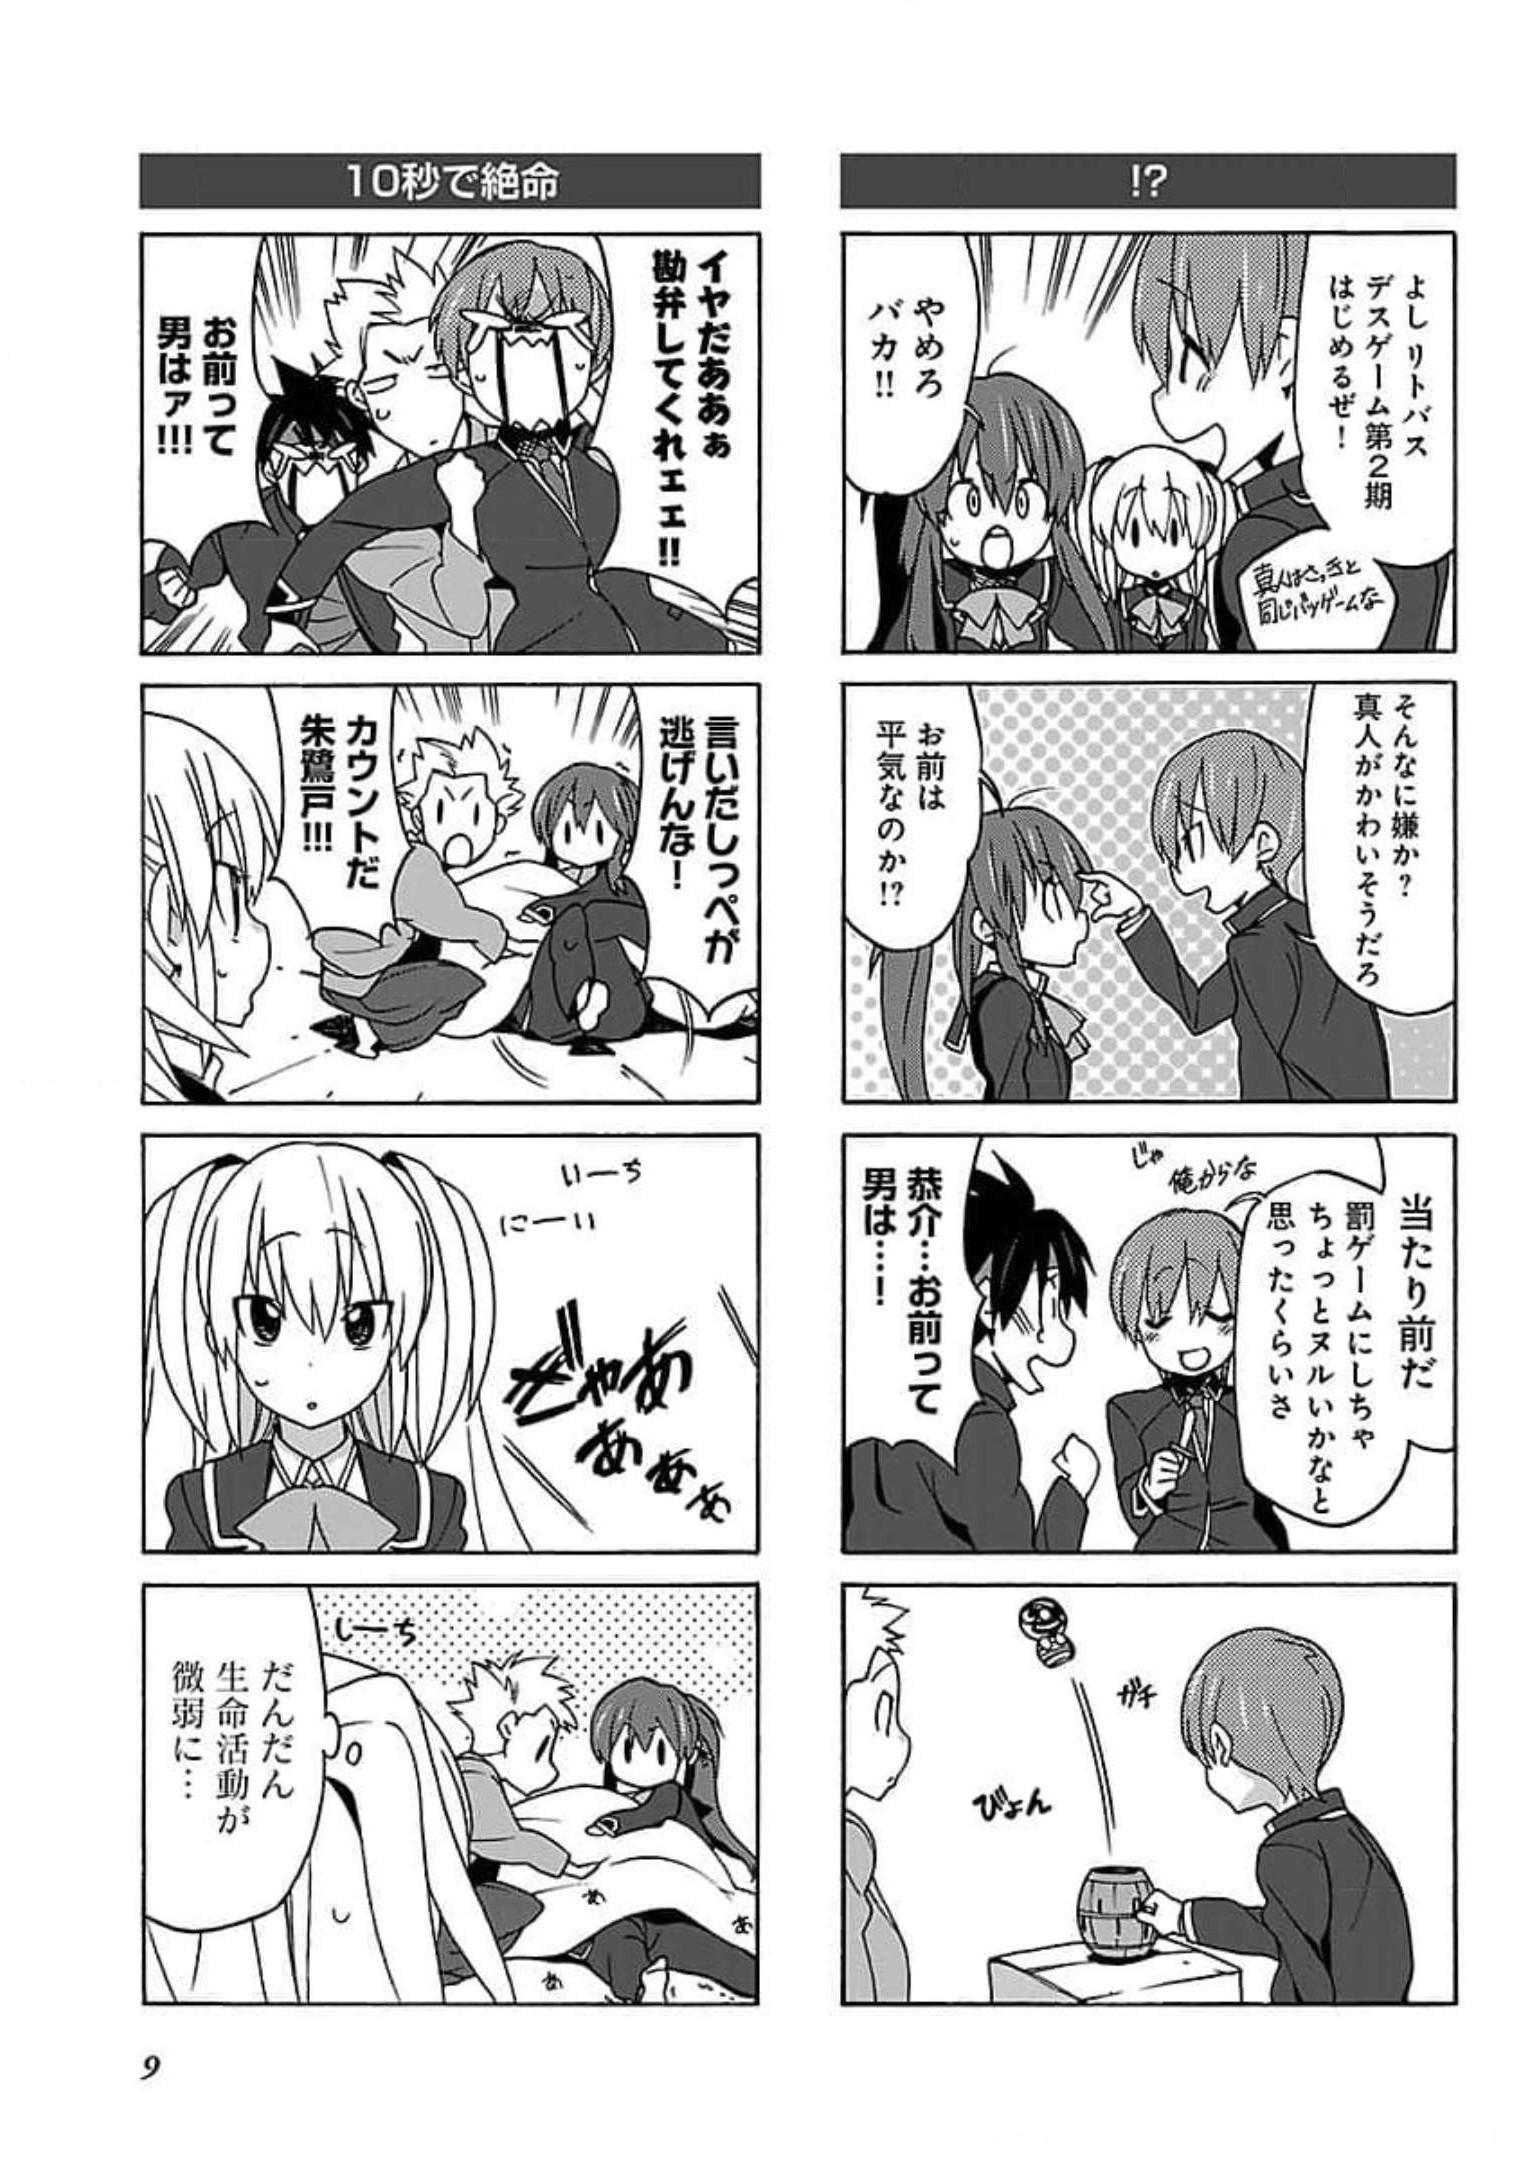 !?
よしリトバス
デスゲーム第2期
はじめるぜ!
真人はさっきと
同じバツゲームな
やめろ
バカ!!
そんなに嫌か?
真人がかわいそうだろ
お前は
平気なのか!?
当たり前だ
罰ゲームにしちゃ
ちょっとヌルいかなと
思ったくらいさ
じゃ
俺からな
恭介…お前って
男は……!
ガチ
びょん
10秒で絶命
イヤだあぁぁ
勘弁してくれェェ!!
お前って
男はァ!!!
言いだしっぺが
逃げんな!
カウントだ
朱鷺戸!!!
いーち
にーい
ぎゃああああぁ
しーち
だんだん
生命活動が
微弱に…
ぁ
ぁ
ぁ
9